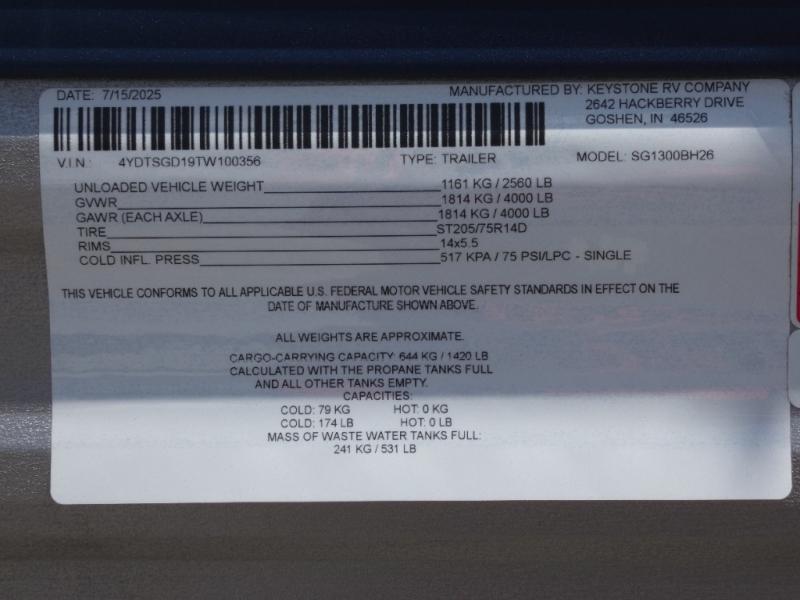 DATE: 7/15/2025
MANUFACTURED BY: KEYSTONE RV COMPANY
2642 HACKBERRY DRIVE
GOSHEN, IN 46526
V.I.N.: 4YDTSGD19TW100356 TYPE: TRAILER MODEL: SG1300BH26
UNLOADED VEHICLE WEIGHT 1161 KG / 2560 LB
GVWR 1814 KG / 4000 LB
GAWR (EACH AXLE) 1814 KG / 4000 LB
TIRE ST205/75R14D
RIMS 14x5.5
COLD INFL. PRESS 517 KPA / 75 PSI/LPC - SINGLE
THIS VEHICLE CONFORMS TO ALL APPLICABLE U.S. FEDERAL MOTOR VEHICLE SAFETY STANDARDS IN EFFECT ON THE
DATE OF MANUFACTURE SHOWN ABOVE.
ALL WEIGHTS ARE APPROXIMATE.
CARGO-CARRYING CAPACITY: 644 KG / 1420 LB
CALCULATED WITH THE PROPANE TANKS FULL
AND ALL OTHER TANKS EMPTY.
CAPACITIES:
COLD: 79 KG HOT: 0 KG
COLD: 174 LB HOT: 0 LB
MASS OF WASTE WATER TANKS FULL:
241 KG / 531 LB